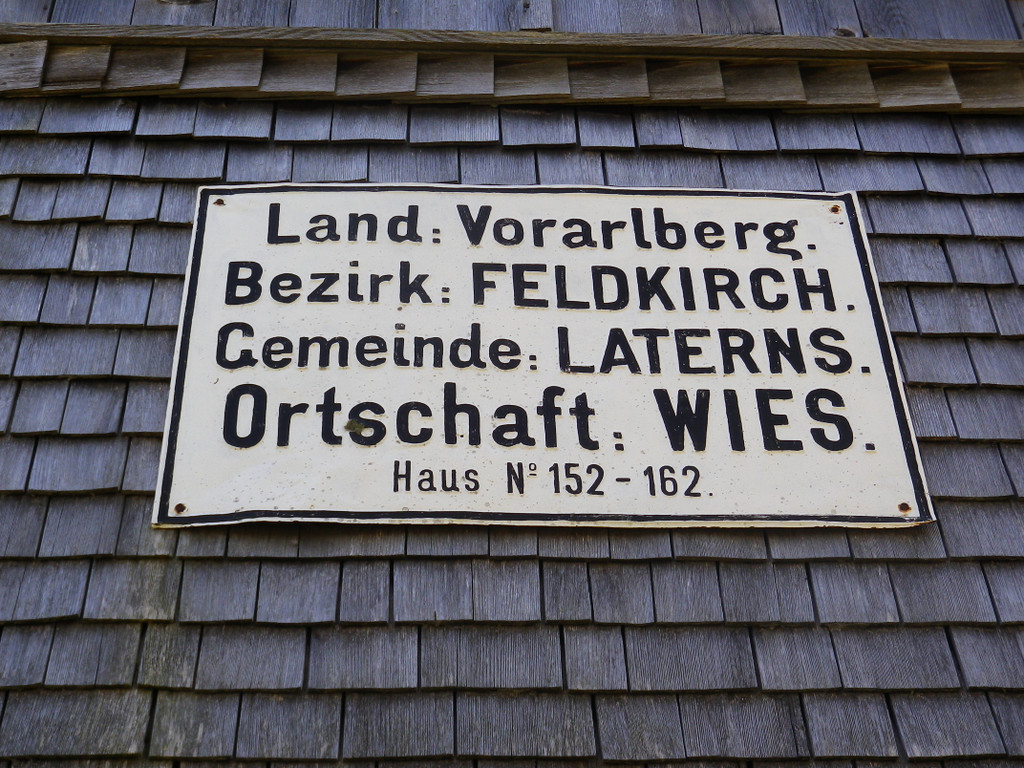 Land: Vorarlberg.
Bezirk: FELDKIRCH.
Gemeinde: LATERNS.
Ortschaft: WIES.
Haus Nº 152-162.